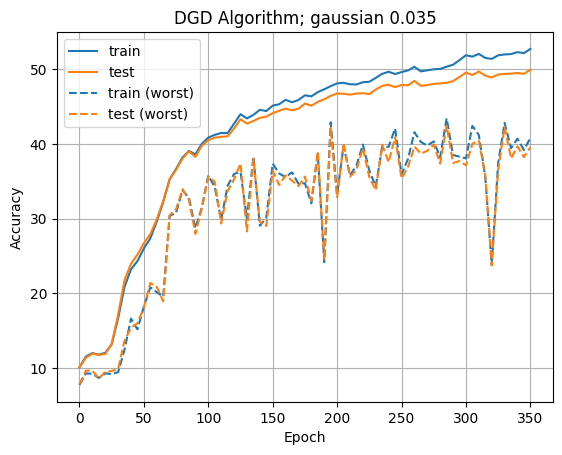 DGD Algorithm; gaussian 0.035
train
test
train (worst)
test (worst)
Accuracy
50
40
30
20
10
0
50
100
150
200
250
300
350
Epoch